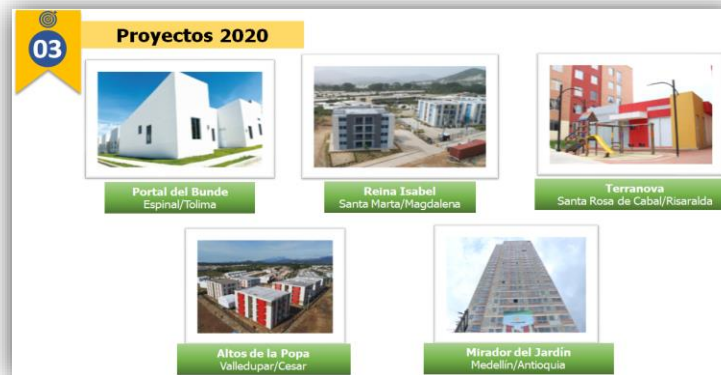 03
Proyectos 2020
Portal del Bunde
Espinal/Tolima
Reina Isabel
Santa Marta/Magdalena
Terranova
Santa Rosa de Cabal/Risaralda
Altos de la Popa
Valledupar/Cesar
Mirador del Jardín
Medellín/Antioquia